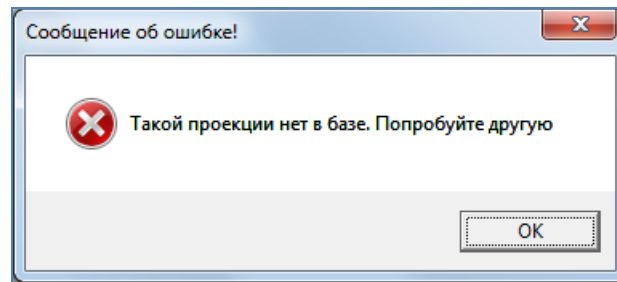 Сообщение об ошибке!
Такой проекции нет в базе. Попробуйте другую
OK